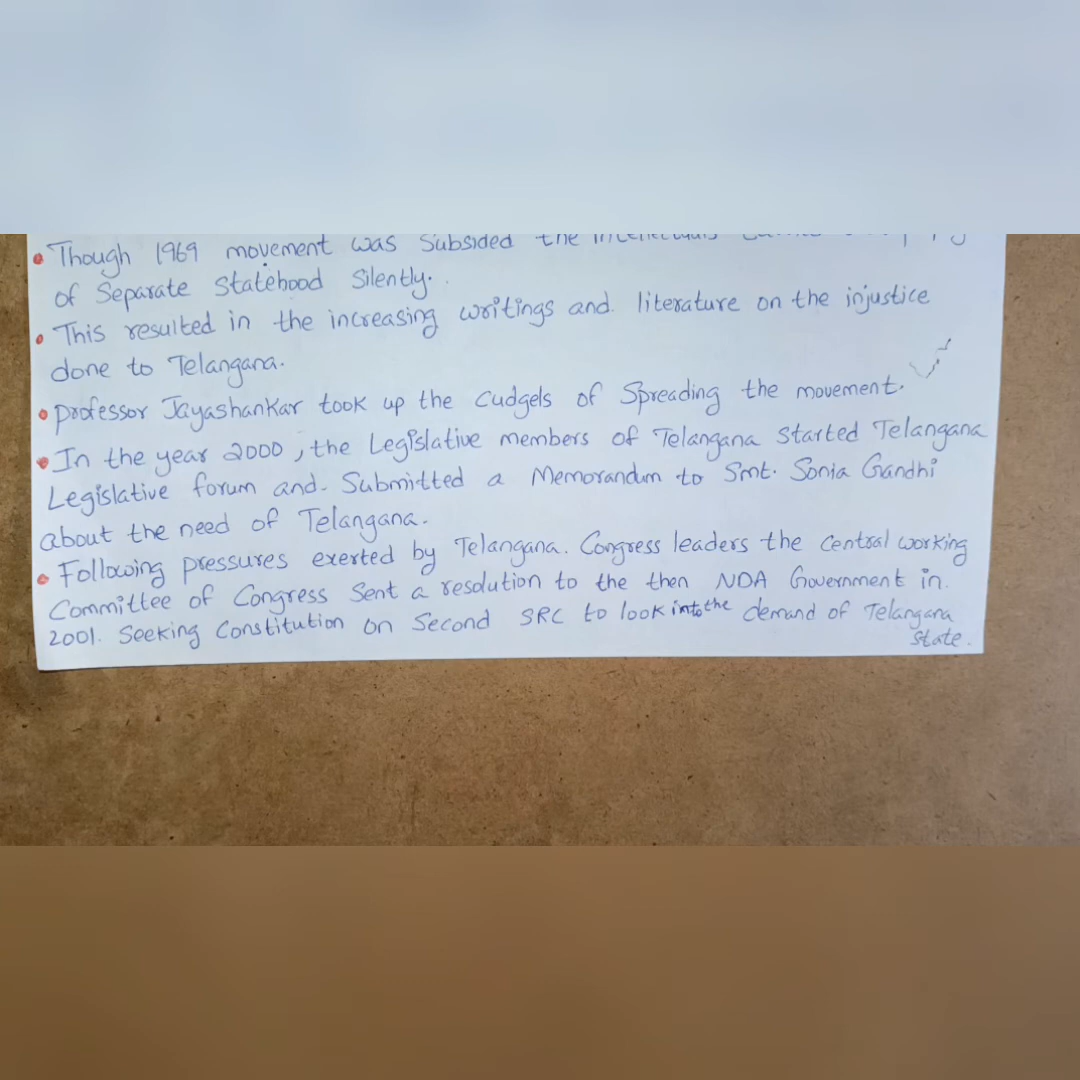 • Though 1969 movement was Subsided the
of Separate Statehood Silently.
• This resulted in the increasing writings and. literature on the injustice
done to Telangana.
• professor Jayashankar took up the cudgels of Spreading the movement.
• In the year 2000, the Legislative members of Telangana Started Telangana
Legislative forum and. Submitted a Memorandum to Smt. Sonia Gandhi
about the need of Telangana.
• Following pressures exerted by Telangana. Congress leaders the Central working
Committee of Congress Sent a resolution to the then NDA Government in.
2001. Seeking Constitution on Second SRC to look into the demand of Telangana
State.